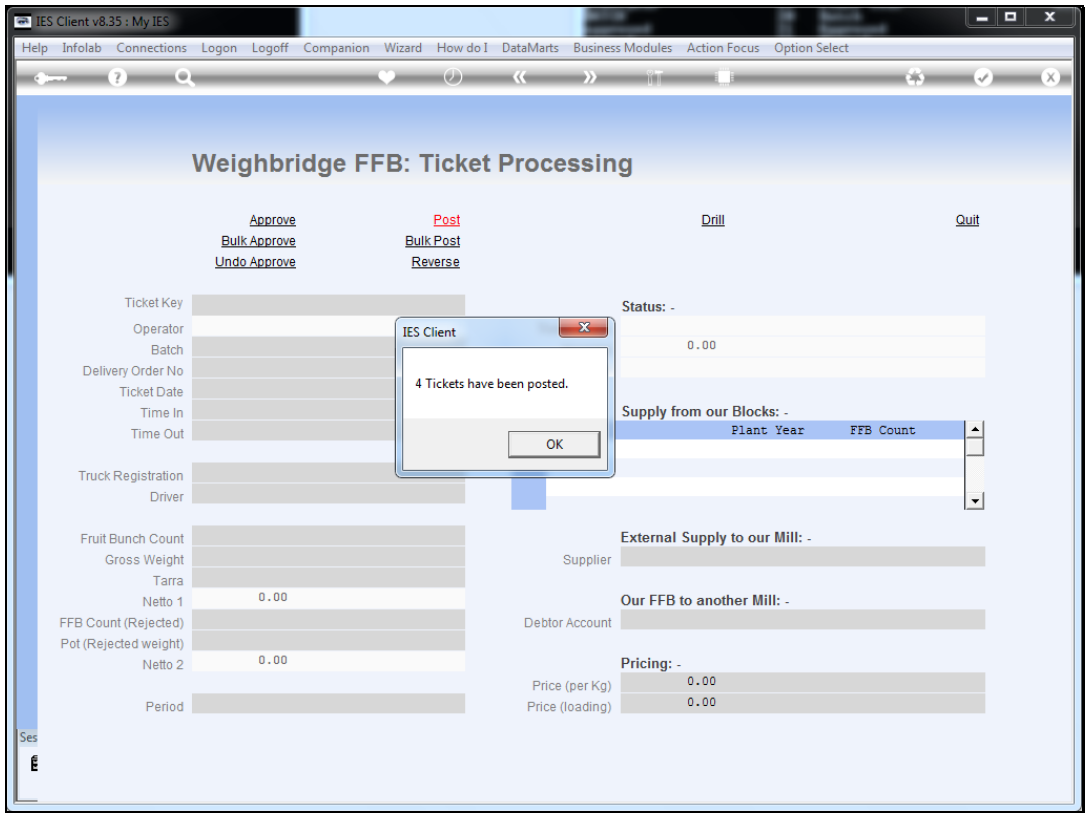 IES Client v8.35 : My IES
Help Infolab Connections Logon Logoff Companion Wizard How do I DataMarts Business Modules Action Focus Option Select
Weighbridge FFB: Ticket Processing
Approve Post Drill Quit
Bulk Approve Bulk Post
Undo Approve Reverse
Ticket Key
Status: -
Operator
Batch 0.00
Delivery Order No
Ticket Date
Time In
Supply from our Blocks: -
Time Out
Plant Year FFB Count
IES Client
4 Tickets have been posted.
OK
Truck Registration
Driver
Fruit Bunch Count
External Supply to our Mill: -
Gross Weight
Supplier
Tarra
Netto 1 0.00
Our FFB to another Mill: -
FFB Count (Rejected)
Debtor Account
Pot (Rejected weight)
Netto 2 0.00
Pricing: -
Price (per Kg) 0.00
Period
Price (loading) 0.00
Ses